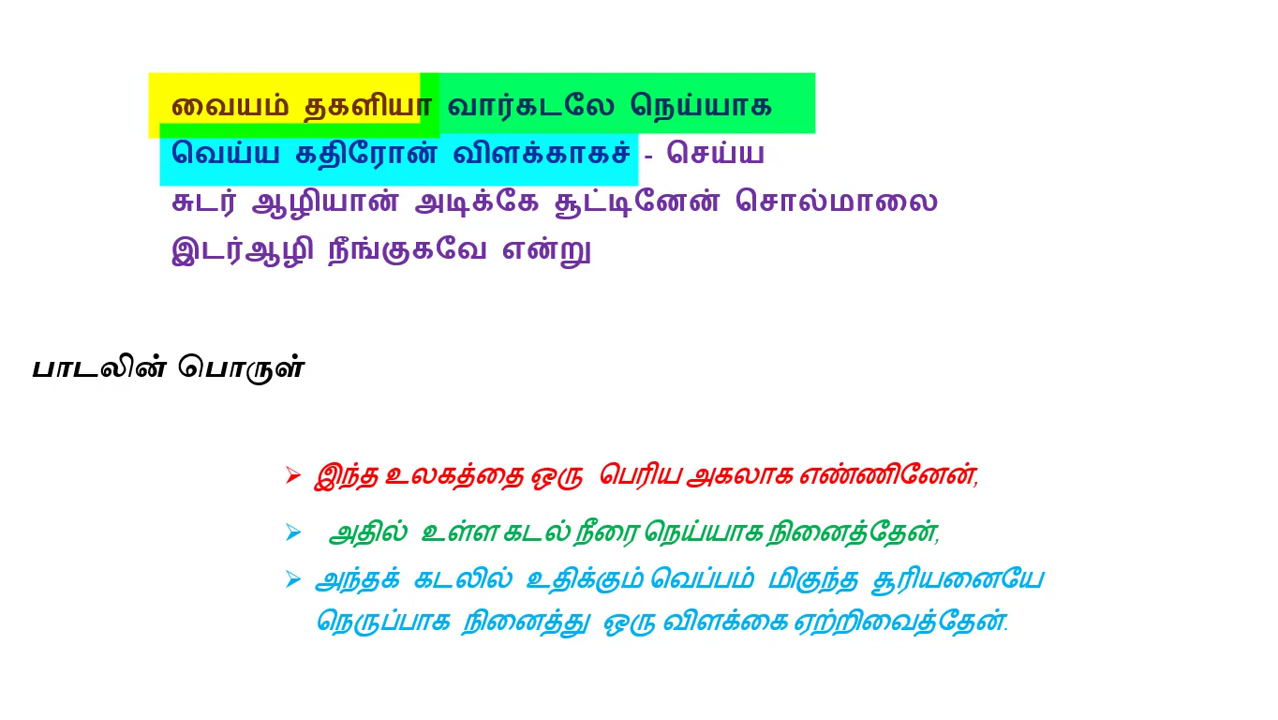 வையம் தகளியா வார்கடலே நெய்யாக
வெய்ய கதிரோன் விளக்காகச் - செய்ய
சுடர் ஆழியான் அடிக்கே சூட்டினேன் சொல்மாலை
இடர்ஆழி நீங்குகவே என்று
பாடலின் பொருள்
➢ இந்த உலகத்தை ஒரு பெரிய அகலாக எண்ணினேன்,
➢ அதில் உள்ள கடல் நீரை நெய்யாக நினைத்தேன்,
➢ அந்தக் கடலில் உதிக்கும் வெப்பம் மிகுந்த சூரியனையே
நெருப்பாக நினைத்து ஒரு விளக்கை ஏற்றிவைத்தேன்.